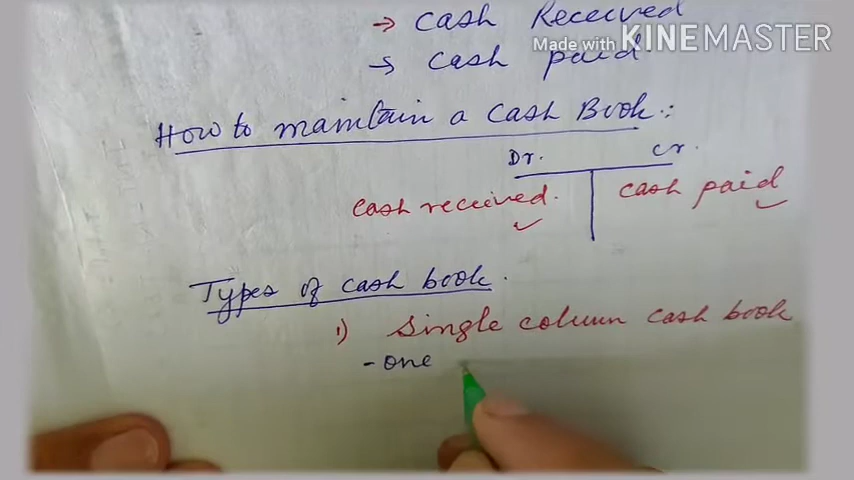 → Cash Received
Made with KINEMASTER
→ cash paid
How to maintain a Cash Book :
Dr. Cr.
cash received. cash paid
Types of cash book.
1) Single column cash book
- one